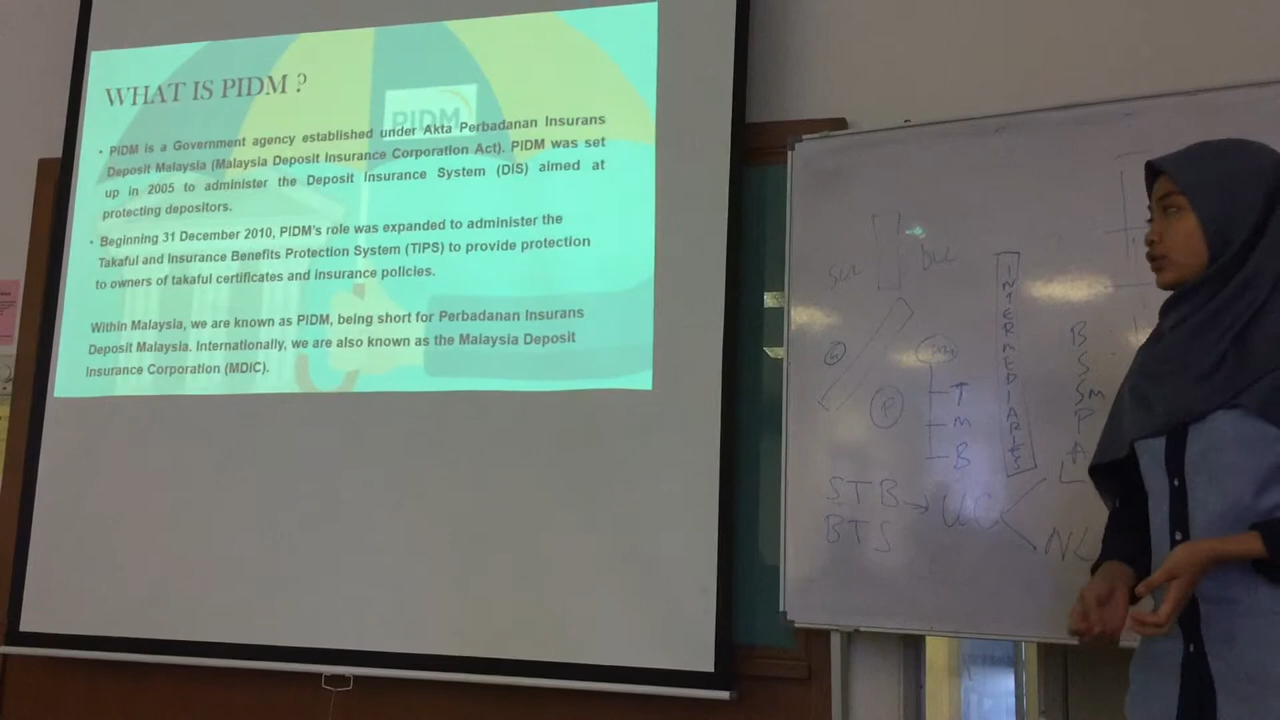 WHAT IS PIDM ?
PIDM
• PIDM is a Government agency established under Akta Perbadanan Insurans
Deposit Malaysia (Malaysia Deposit Insurance Corporation Act). PIDM was set
up in 2005 to administer the Deposit Insurance System (DIS) aimed at
protecting depositors.
• Beginning 31 December 2010, PIDM's role was expanded to administer the
Takaful and Insurance Benefits Protection System (TIPS) to provide protection
to owners of takaful certificates and insurance policies.
Within Malaysia, we are known as PIDM, being short for Perbadanan Insurans
Deposit Malaysia. Internationally, we are also known as the Malaysia Deposit
Insurance Corporation (MDIC).
INTERMEDIARIES
P
T
M
B
STB → UC
BTS
B
S
Sm
P
A
L
NL